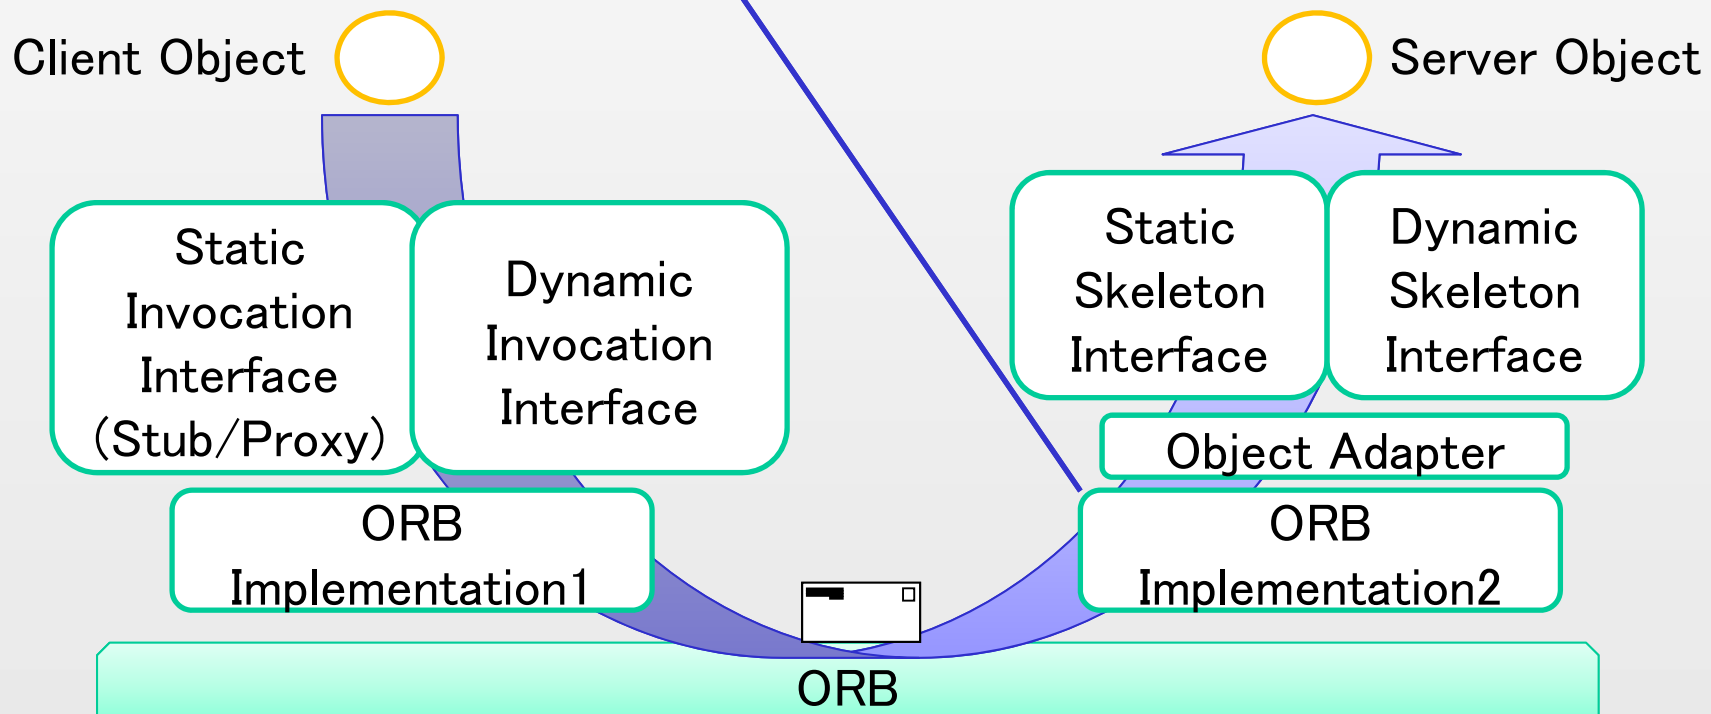 Client Object
Server Object
Static
Invocation
Interface
(Stub/Proxy)
Dynamic
Invocation
Interface
Static
Skeleton
Interface
Dynamic
Skeleton
Interface
Object Adapter
ORB
Implementation1
ORB
Implementation2
ORB